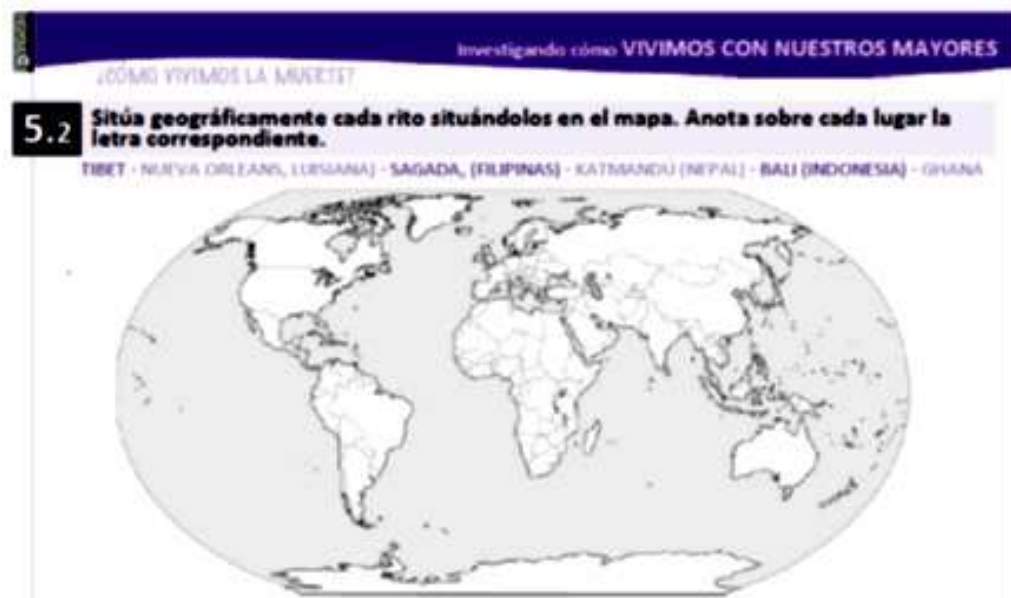 Investigando cómo VIVIMOS CON NUESTROS MAYORES
¿CÓMO VIVIMOS LA MUERTE?
5.2 Sitúa geográficamente cada rito situándolos en el mapa. Anota sobre cada lugar la
letra correspondiente.
TIBET - NUEVA ORLEANS, LUISIANA) - SAGADA, (FILIPINAS) - KATMANDÚ (NEPAL) - BALI (INDONESIA) - GHANA